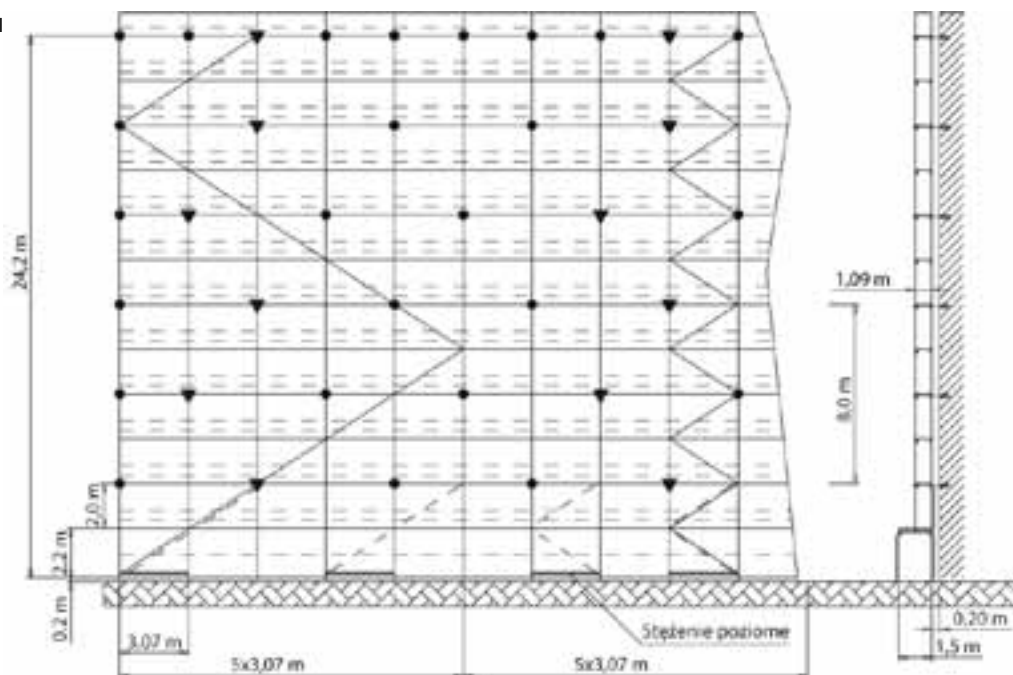 24,2 m
1,09 m
8,0 m
2,0 m
2,2 m
0,2 m
3,07 m
Stężenie poziome
0,20 m
1,5 m
5x3,07 m
5x3,07 m